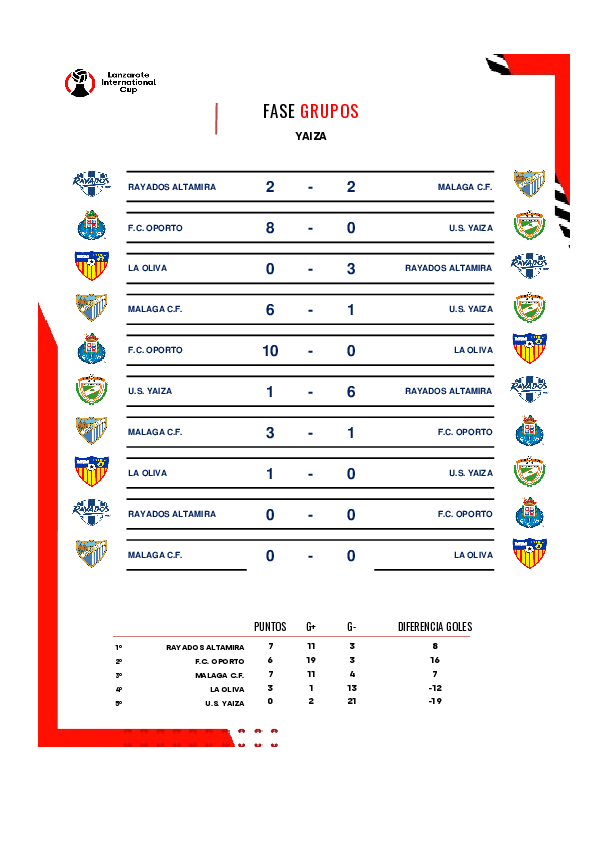 Lanzarote
International
Cup
FASE GRUPOS
YAIZA
RAYADOS ALTAMIRA 2 - 2 MALAGA C.F.
F.C. OPORTO 8 - 0 U.S. YAIZA
LA OLIVA 0 - 3 RAYADOS ALTAMIRA
MALAGA C.F. 6 - 1 U.S. YAIZA
F.C. OPORTO 10 - 0 LA OLIVA
U.S. YAIZA 1 - 6 RAYADOS ALTAMIRA
MALAGA C.F. 3 - 1 F.C. OPORTO
LA OLIVA 1 - 0 U.S. YAIZA
RAYADOS ALTAMIRA 0 - 0 F.C. OPORTO
MALAGA C.F. 0 - 0 LA OLIVA
PUNTOS G+ G- DIFERENCIA GOLES
1º RAYADOS ALTAMIRA 7 11 3 8
2º F.C. OPORTO 6 19 3 16
3º MALAGA C.F. 7 11 4 7
4º LA OLIVA 3 1 13 -12
5º U.S. YAIZA 0 2 21 -19